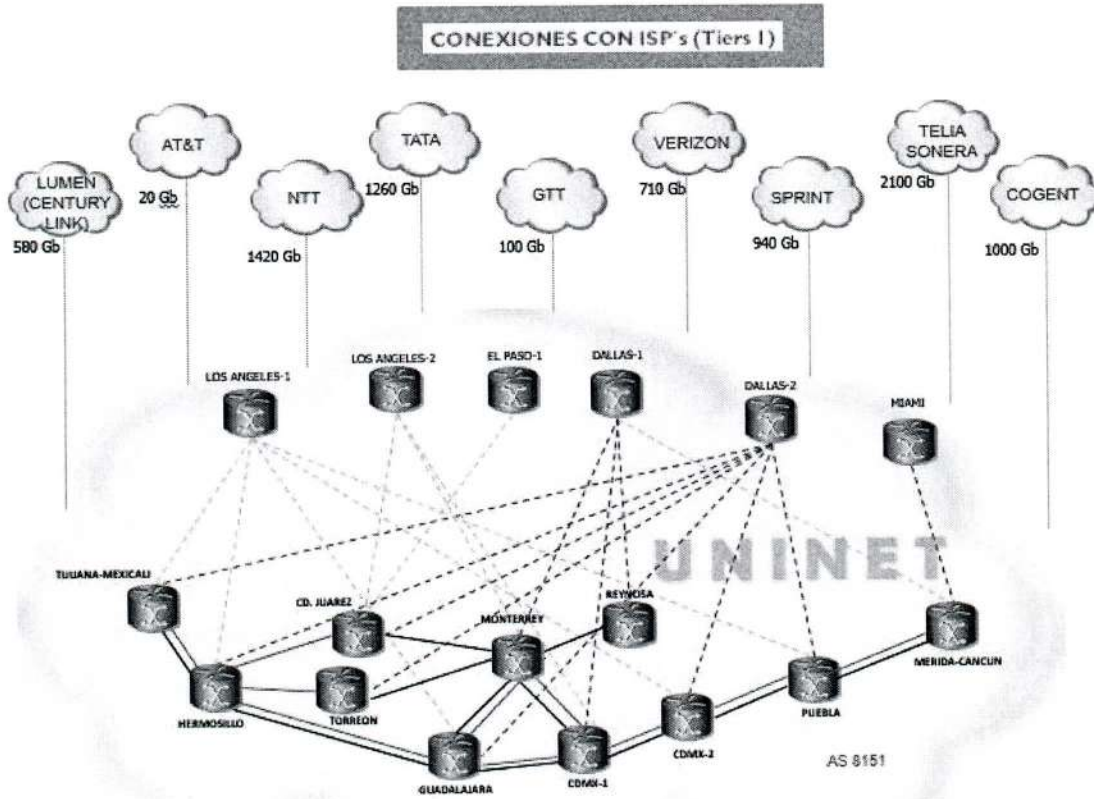 CONEXIONES CON ISP's (Tiers 1)
AT&T
TATA
VERIZON
TELIA
SONERA
LUMEN
(CENTURY
LINK)
NTT
GTT
SPRINT
COGENT
20 Gb
1260 Gb
710 Gb
2100 Gb
580 Gb
1420 Gb
100 Gb
940 Gb
1000 Gb
LOS ANGELES-1
LOS ANGELES-2
EL PASO-1
DALLAS-1
DALLAS-2
MIAMI
UNINET
TIJUANA-MEXICALI
CD. JUAREZ
MONTERREY
REYNOSA
MERIDA-CANCUN
HERMOSILLO
TORREON
PUEBLA
GUADALAJARA
CDMX-1
CDMX-2
AS 8151